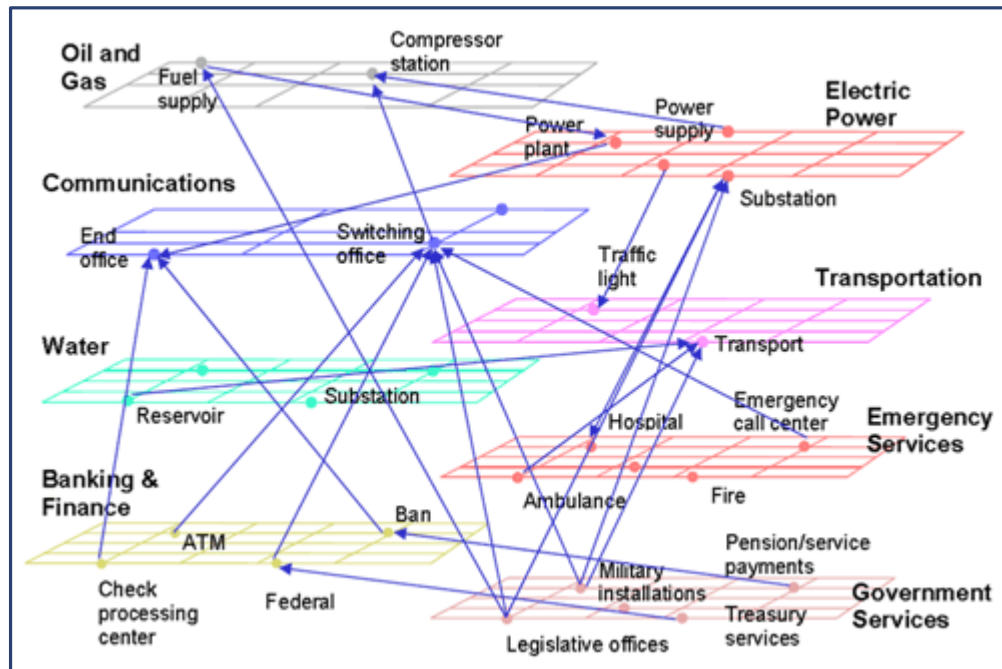 Oil and
Gas
Fuel
supply
Compressor
station
Electric
Power
Power
supply
Power
plant
Substation
Communications
End
office
Switching
office
Traffic
light
Transportation
Transport
Water
Reservoir
Substation
Hospital
Emergency
call center
Emergency
Services
Ambulance
Fire
Banking &
Finance
Ban
ATM
Check
processing
center
Federal
Pension/service
payments
Military
installations
Government
Services
Legislative offices
Treasury
services